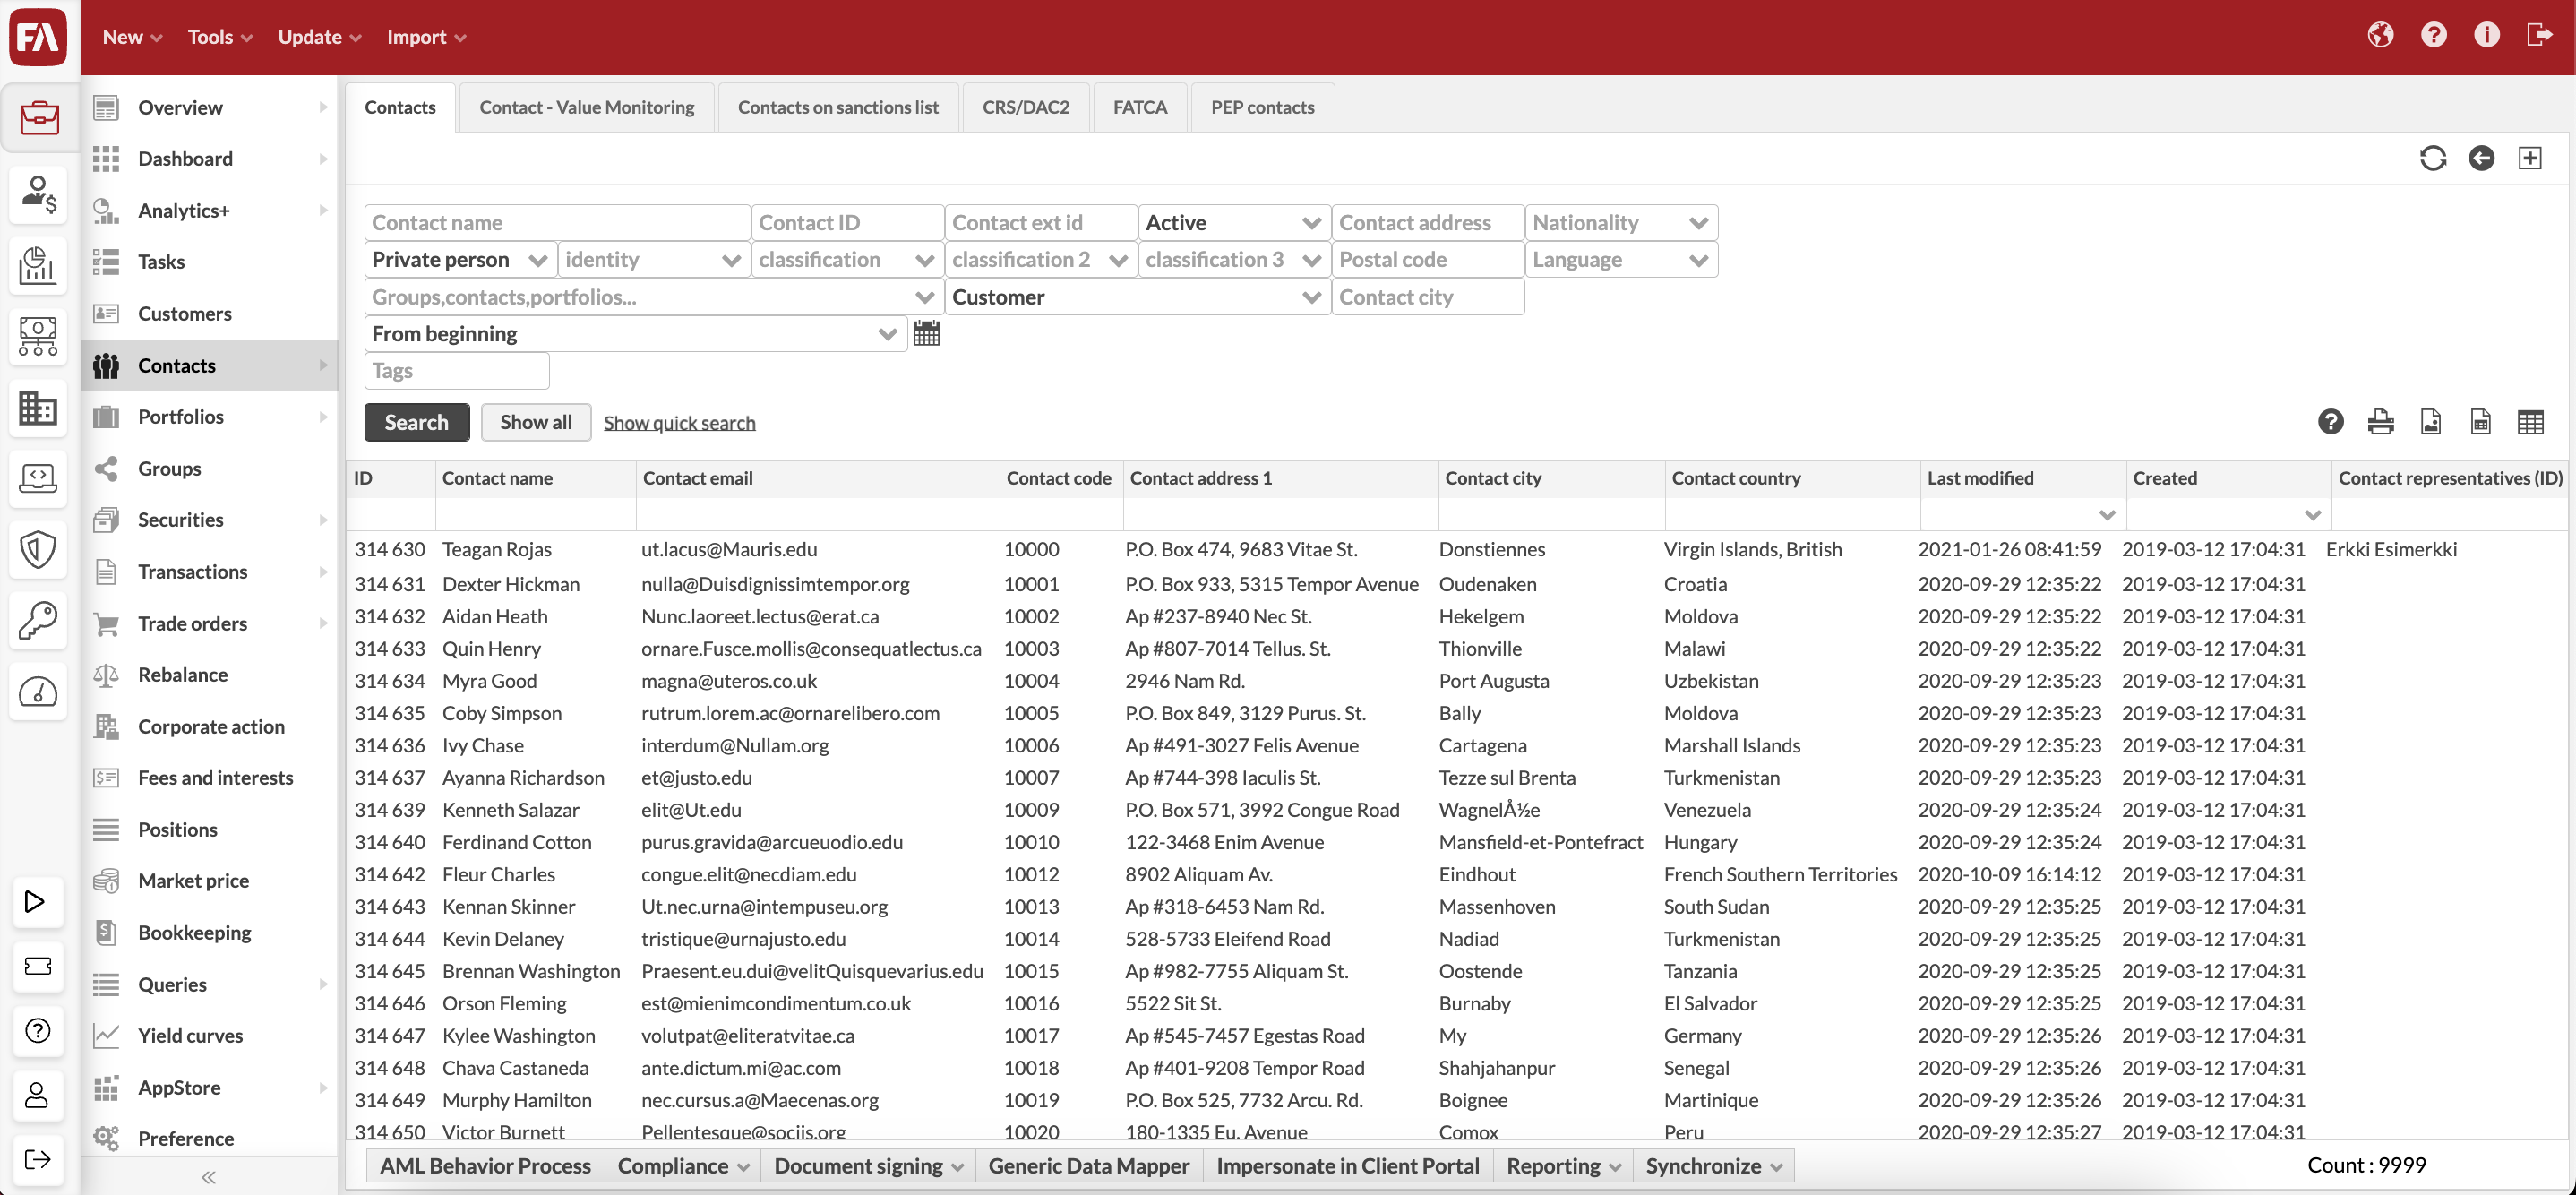 FA New Tools Update Import
Overview
Dashboard
Analytics+
Tasks
Customers
Contacts
Portfolios
Groups
Securities
Transactions
Trade orders
Rebalance
Corporate action
Fees and interests
Positions
Market price
Bookkeeping
Queries
Yield curves
AppStore
Preference
Contacts Contact - Value Monitoring Contacts on sanctions list CRS/DAC2 FATCA PEP contacts
Contact name Contact ID Contact ext id Active Contact address Nationality
Private person identity classification classification 2 classification 3 Postal code Language
Groups,contacts,portfolios... Customer Contact city
From beginning
Tags
Search Show all Show quick search
ID Contact name Contact email Contact code Contact address 1 Contact city Contact country Last modified Created Contact representatives (ID)
314 630 Teagan Rojas ut.lacus@Mauris.edu 10000 P.O. Box 474, 9683 Vitae St. Donstiennes Virgin Islands, British 2021-01-26 08:41:59 2019-03-12 17:04:31 Erkki Esimerkki
314 631 Dexter Hickman nulla@Duisdignissimtempor.org 10001 P.O. Box 933, 5315 Tempor Avenue Oudenaken Croatia 2020-09-29 12:35:22 2019-03-12 17:04:31
314 632 Aidan Heath Nunc.laoreet.lectus@erat.ca 10002 Ap #237-8940 Nec St. Hekelgem Moldova 2020-09-29 12:35:22 2019-03-12 17:04:31
314 633 Quin Henry ornare.Fusce.mollis@consequatlectus.ca 10003 Ap #807-7014 Tellus. St. Thionville Malawi 2020-09-29 12:35:22 2019-03-12 17:04:31
314 634 Myra Good magna@uteros.co.uk 10004 2946 Nam Rd. Port Augusta Uzbekistan 2020-09-29 12:35:23 2019-03-12 17:04:31
314 635 Coby Simpson rutrum.lorem.ac@ornarelibero.com 10005 P.O. Box 849, 3129 Purus. St. Bally Moldova 2020-09-29 12:35:23 2019-03-12 17:04:31
314 636 Ivy Chase interdum@Nullam.org 10006 Ap #491-3027 Felis Avenue Cartagena Marshall Islands 2020-09-29 12:35:23 2019-03-12 17:04:31
314 637 Ayanna Richardson et@justo.edu 10007 Ap #744-398 Iaculis St. Tezze sul Brenta Turkmenistan 2020-09-29 12:35:23 2019-03-12 17:04:31
314 639 Kenneth Salazar elit@Ut.edu 10009 P.O. Box 571, 3992 Congue Road WagnelÅ½e Venezuela 2020-09-29 12:35:24 2019-03-12 17:04:31
314 640 Ferdinand Cotton purus.gravida@arcueuodio.edu 10010 122-3468 Enim Avenue Mansfield-et-Pontefract Hungary 2020-09-29 12:35:24 2019-03-12 17:04:31
314 642 Fleur Charles congue.elit@necdiam.edu 10012 8902 Aliquam Av. Eindhout French Southern Territories 2020-10-09 16:14:12 2019-03-12 17:04:31
314 643 Kennan Skinner Ut.nec.urna@intempuseu.org 10013 Ap #318-6453 Nam Rd. Massenhoven South Sudan 2020-09-29 12:35:25 2019-03-12 17:04:31
314 644 Kevin Delaney tristique@urnajusto.edu 10014 528-5733 Eleifend Road Nadiad Turkmenistan 2020-09-29 12:35:25 2019-03-12 17:04:31
314 645 Brennan Washington Praesent.eu.dui@velitQuisquevarius.edu 10015 Ap #982-7755 Aliquam St. Oostende Tanzania 2020-09-29 12:35:25 2019-03-12 17:04:31
314 646 Orson Fleming est@mienimcondimentum.co.uk 10016 5522 Sit St. Burnaby El Salvador 2020-09-29 12:35:25 2019-03-12 17:04:31
314 647 Kylee Washington volutpat@eliteratvitae.ca 10017 Ap #545-7457 Egestas Road My Germany 2020-09-29 12:35:26 2019-03-12 17:04:31
314 648 Chava Castaneda ante.dictum.mi@ac.com 10018 Ap #401-9208 Tempor Road Shahjahanpur Senegal 2020-09-29 12:35:26 2019-03-12 17:04:31
314 649 Murphy Hamilton nec.cursus.a@Maecenas.org 10019 P.O. Box 525, 7732 Arcu. Rd. Boignee Martinique 2020-09-29 12:35:26 2019-03-12 17:04:31
314 650 Victor Burnett Pellentesque@sociis.org 10020 180-1335 Eu. Avenue Comox Peru 2020-09-29 12:35:27 2019-03-12 17:04:31
AML Behavior Process Compliance Document signing Generic Data Mapper Impersonate in Client Portal Reporting Synchronize Count : 9999